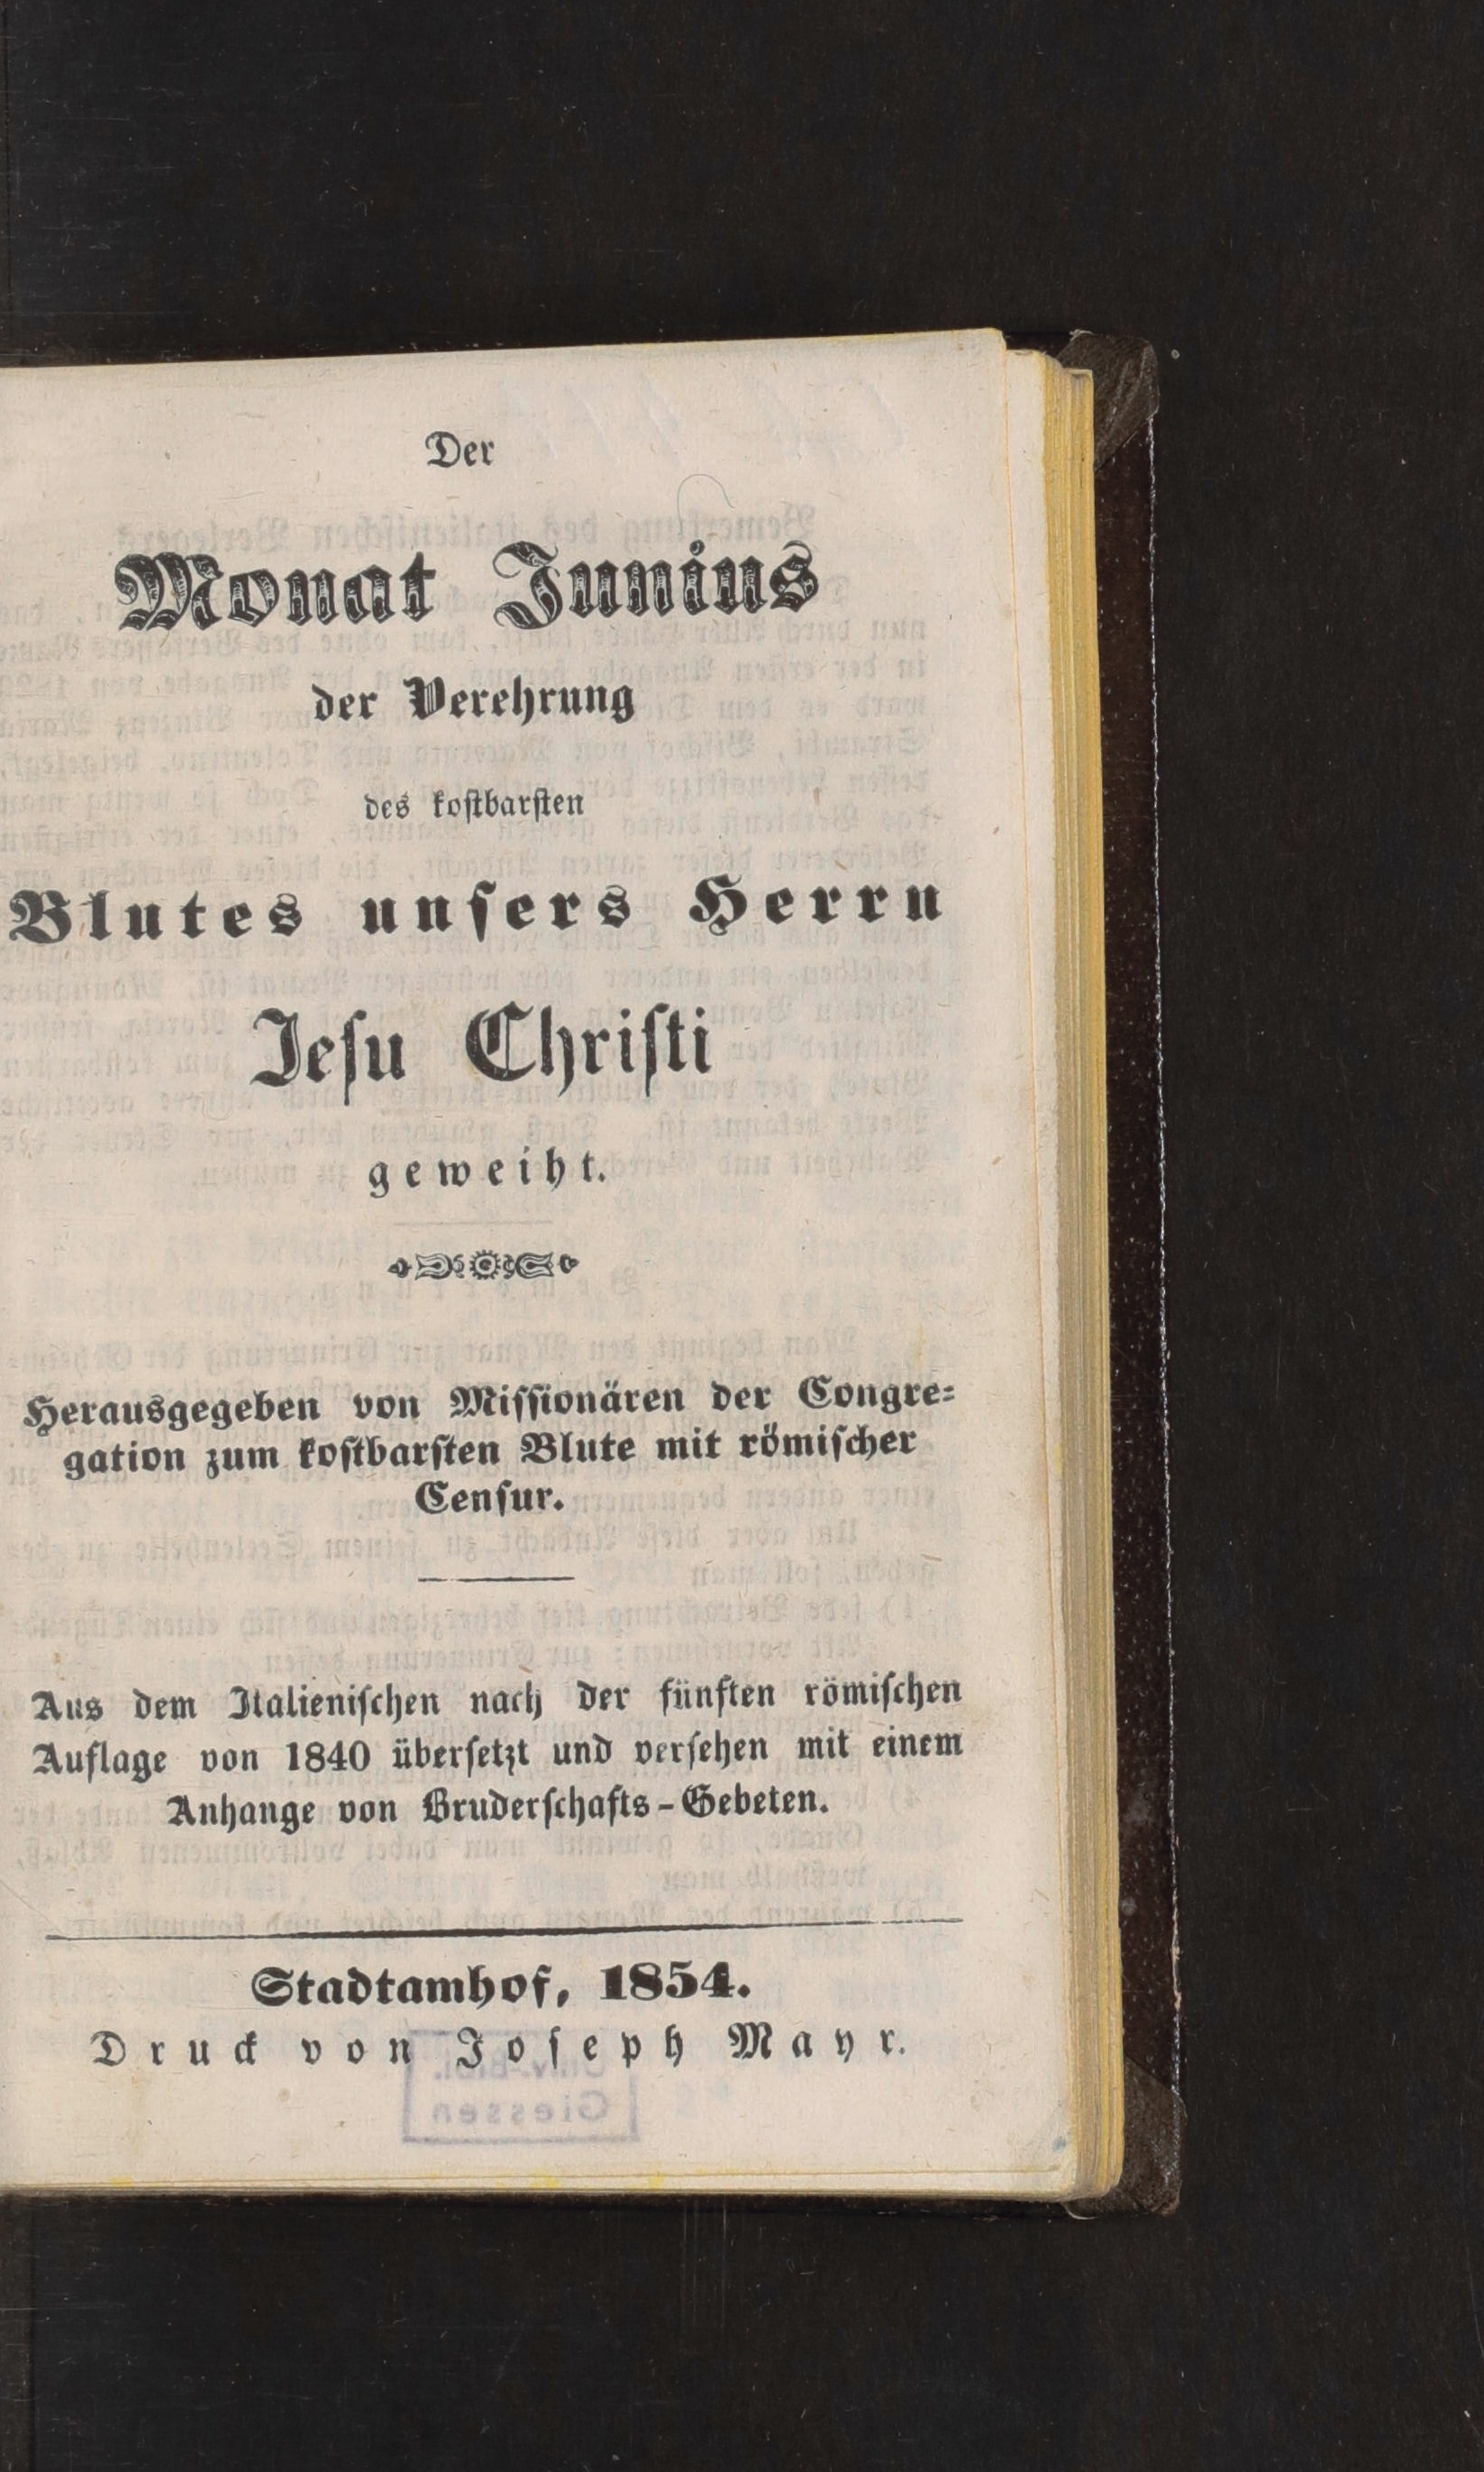 Der
Monat Junius
der Verehrung
des kostbarsten
Blutes unsers Herrn
Jesu Christi
geweiht.
Herausgegeben von Missionären der Congre=
gation zum kostbarsten Blute mit römischer
Censur.
Aus dem Italienischen nach der fünften römischen
Auflage von 1840 übersetzt und versehen mit einem
Anhange von Bruderschafts-Gebeten.
Stadtamhof, 1854.
Druck von Joseph Mayr.